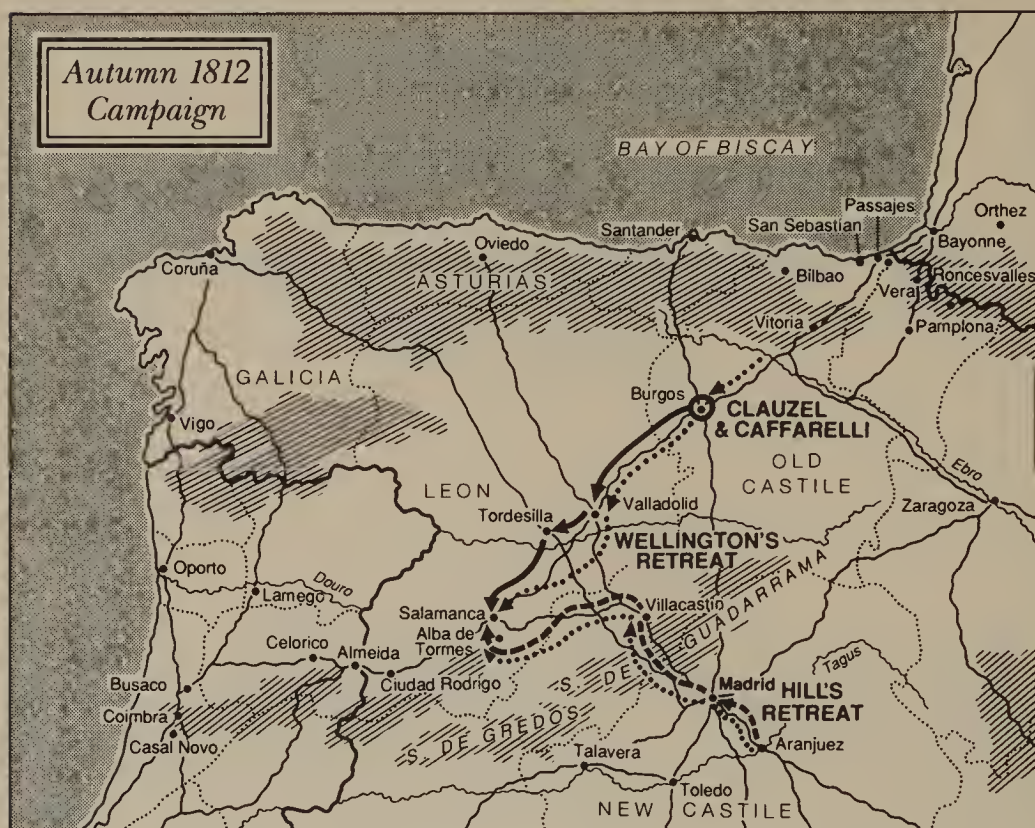 Autumn 1812
Campaign
BAY OF BISCAY
Passajes
San Sebastían
Orthez
Santander
Bayonne
Coruña
Oviedo
ASTURIAS
Bilbao
Roncesvalles
Vera
Vitoria
Pamplona
GALICIA
Burgos
CLAUZEL
& CAFFARELLI
Vigo
OLD
CASTILE
Ebro
LEON
Zaragoza
Tordesilla
Valladolid
WELLINGTON'S
RETREAT
Oporto
Douro
Lamego
Salamanca
Villacastín
Alba de
Tormes
S. DE GUADARRAMA
Celorico
Almeida
Ciudad Rodrigo
Tagus
Busaco
Madrid
HILL'S
RETREAT
Coimbra
S. DE GREDOS
Casal Novo
Aranjuez
Talavera
Toledo
NEW CASTILE